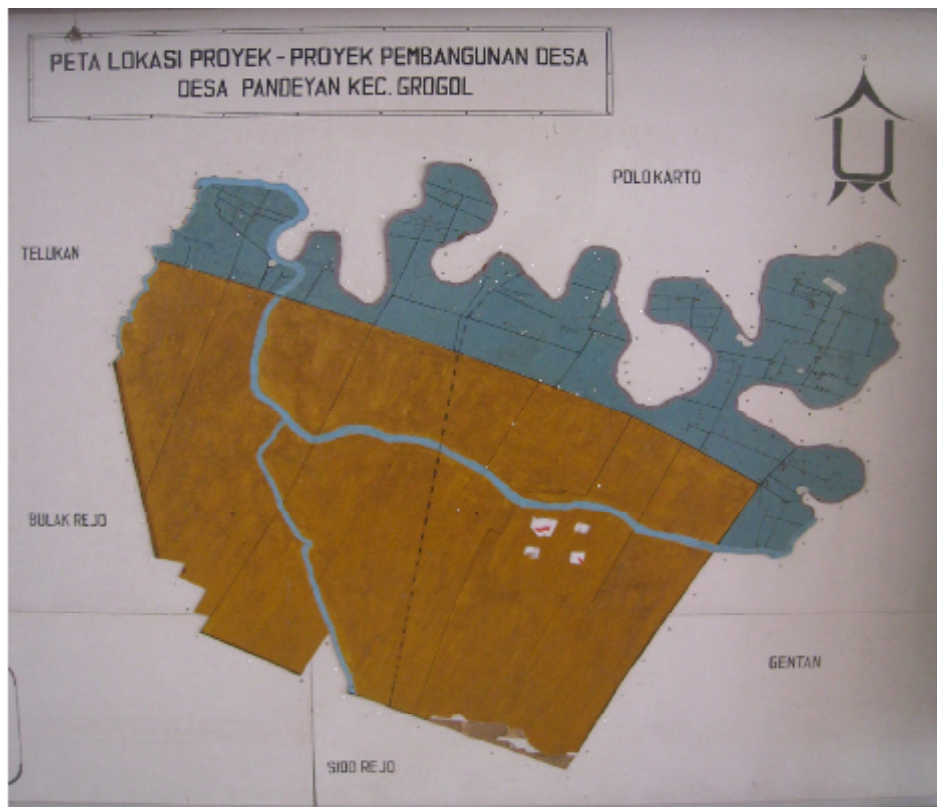 PETA LOKASI PROYEK - PROYEK PEMBANGUNAN DESA
DESA PANDEYAN KEC. GROGOL
U
POLOKARTO
S
TELUKAN
BULAK REJO
GENTAN
SIDO REJO